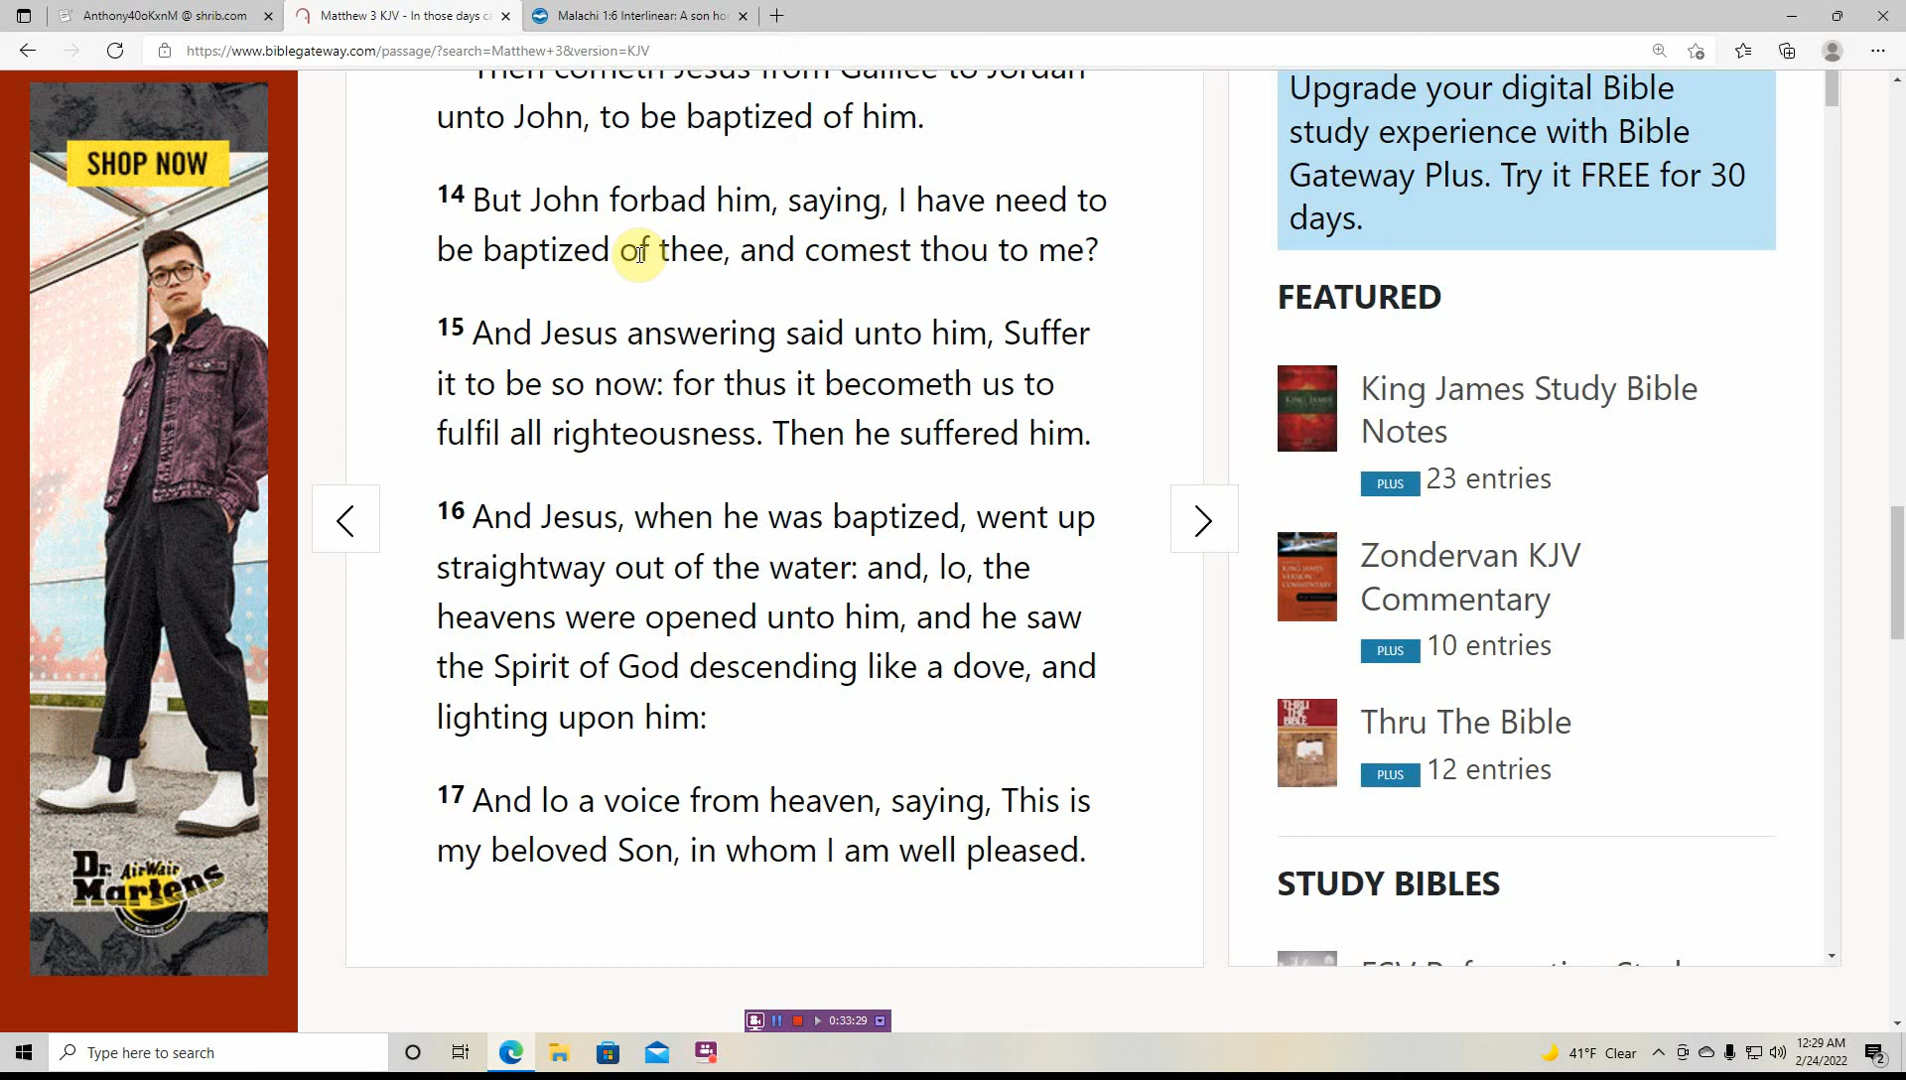 Anthony40oKxnM @ shrib.com
Matthew 3 KJV - In those days ca
Malachi 1:6 Interlinear: A son ho
https://www.biblegateway.com/passage/?search=Matthew+3&version=KJV
SHOP NOW
Dr. AirWair
Martens
Then cometh Jesus from Galilee to Jordan
unto John, to be baptized of him.
14 But John forbad him, saying, I have need to
be baptized of thee, and comest thou to me?
15 And Jesus answering said unto him, Suffer
it to be so now: for thus it becometh us to
fulfil all righteousness. Then he suffered him.
16 And Jesus, when he was baptized, went up
straightway out of the water: and, lo, the
heavens were opened unto him, and he saw
the Spirit of God descending like a dove, and
lighting upon him:
17 And lo a voice from heaven, saying, This is
my beloved Son, in whom I am well pleased.
Upgrade your digital Bible
study experience with Bible
Gateway Plus. Try it FREE for 30
days.
FEATURED
King James Study Bible
Notes
PLUS 23 entries
Zondervan KJV
Commentary
PLUS 10 entries
Thru The Bible
PLUS 12 entries
STUDY BIBLES
0:33:29
Type here to search
41°F Clear
12:29 AM
2/24/2022
2